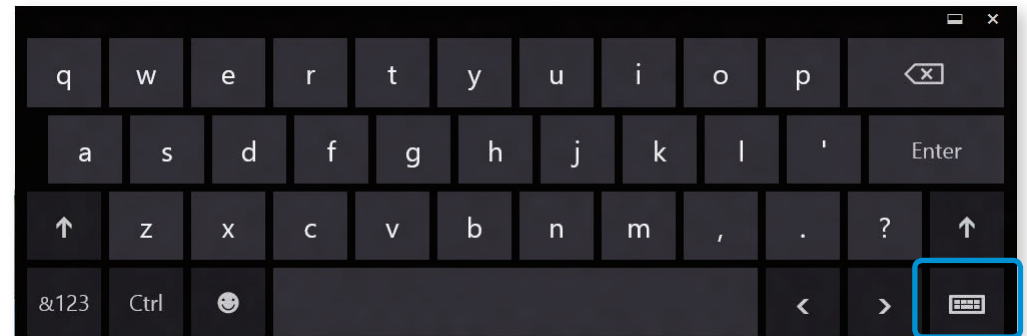 q w e r t y u i o p
a s d f g h j k l ' Enter
z x c v b n m , . ?
&123 Ctrl < >